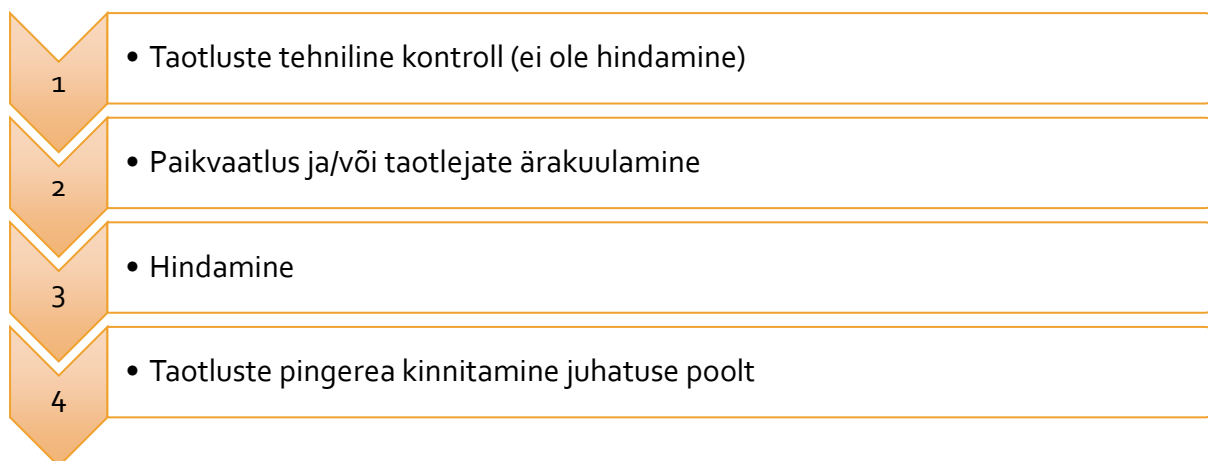 1
• Taotluste tehniline kontroll (ei ole hindamine)
2
• Paikvaatlus ja/või taotlejate ärakuulamine
3
• Hindamine
4
• Taotluste pingerea kinnitamine juhatuse poolt